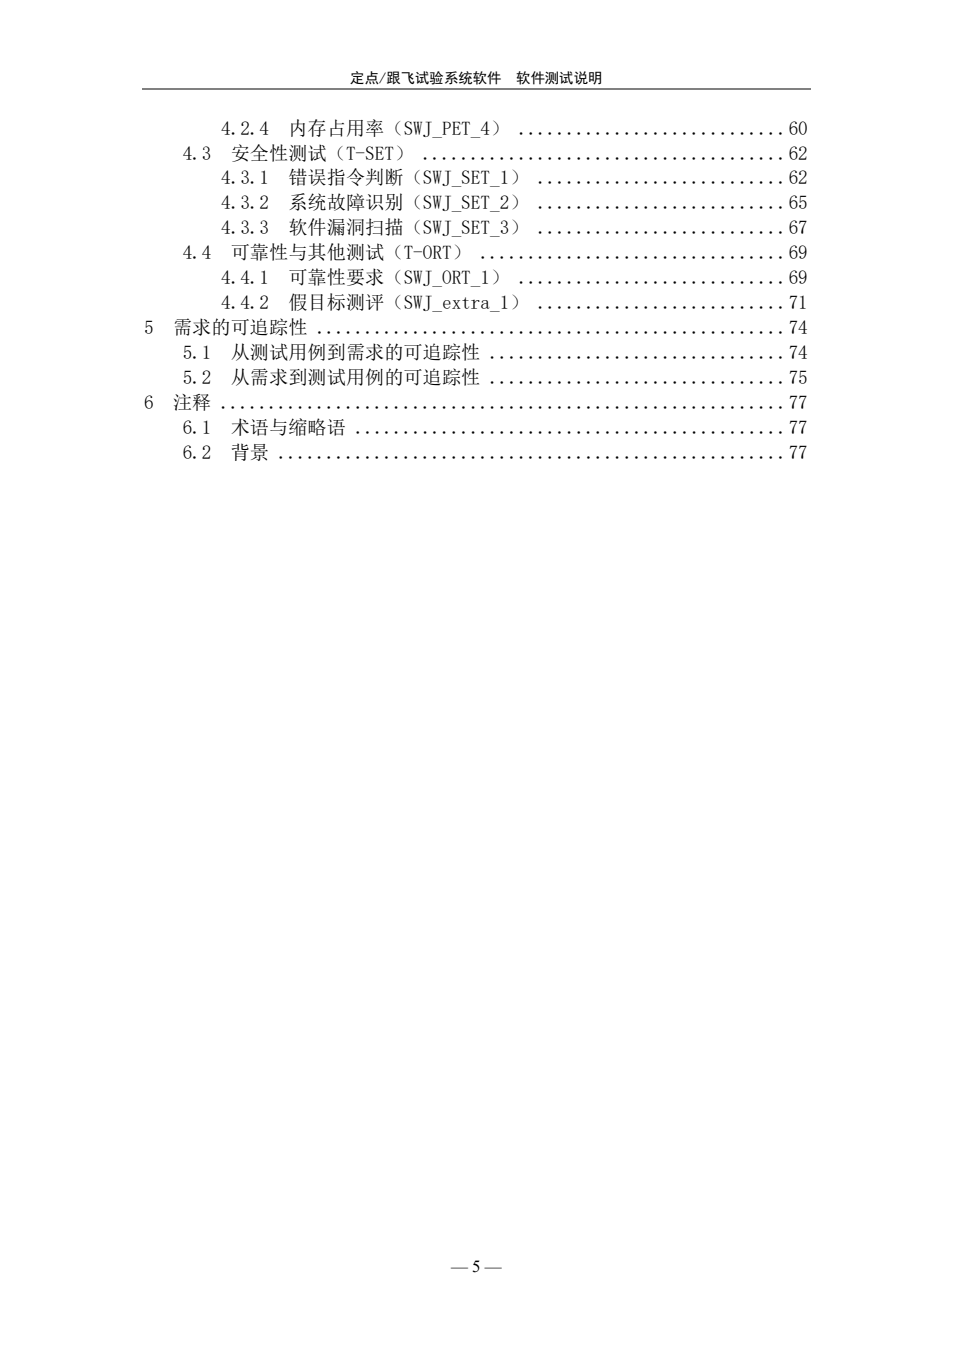 定点/跟飞试验系统软件　软件测试说明
4.2.4　内存占用率（SWJ_PET_4） ............................ 60
4.3　安全性测试（T-SET） ...................................... 62
4.3.1　错误指令判断（SWJ_SET_1） .......................... 62
4.3.2　系统故障识别（SWJ_SET_2） .......................... 65
4.3.3　软件漏洞扫描（SWJ_SET_3） .......................... 67
4.4　可靠性与其他测试（T-ORT） ................................ 69
4.4.1　可靠性要求（SWJ_ORT_1） ............................ 69
4.4.2　假目标测评（SWJ_extra_1） .......................... 71
5　需求的可追踪性 ................................................. 74
5.1　从测试用例到需求的可追踪性 ............................... 74
5.2　从需求到测试用例的可追踪性 ............................... 75
6　注释 ........................................................... 77
6.1　术语与缩略语 ............................................. 77
6.2　背景 ..................................................... 77
— 5 —